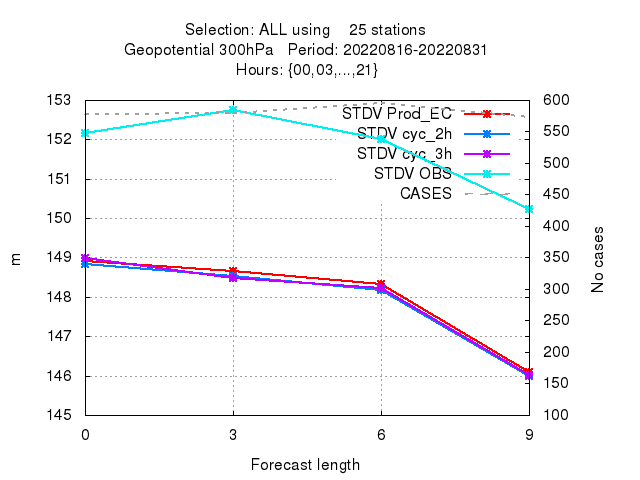 Selection: ALL using    25 stations
Geopotential 300hPa   Period: 20220816-20220831
Hours: {00,03,...,21}
153
152
151
150
149
148
147
146
145
m
600
550
500
450
400
350
300
250
200
150
100
No cases
STDV Prod_EC
STDV cyc_2h
STDV cyc_3h
STDV OBS
CASES
0 3 6 9
Forecast length